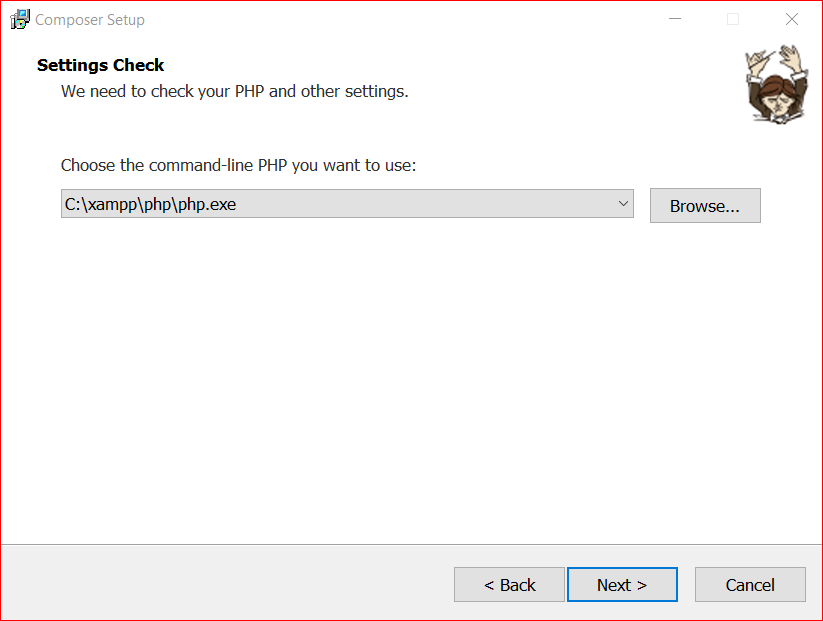 Composer Setup
Settings Check
We need to check your PHP and other settings.
Choose the command-line PHP you want to use:
C:\xampp\php\php.exe
Browse...
< Back
Next >
Cancel